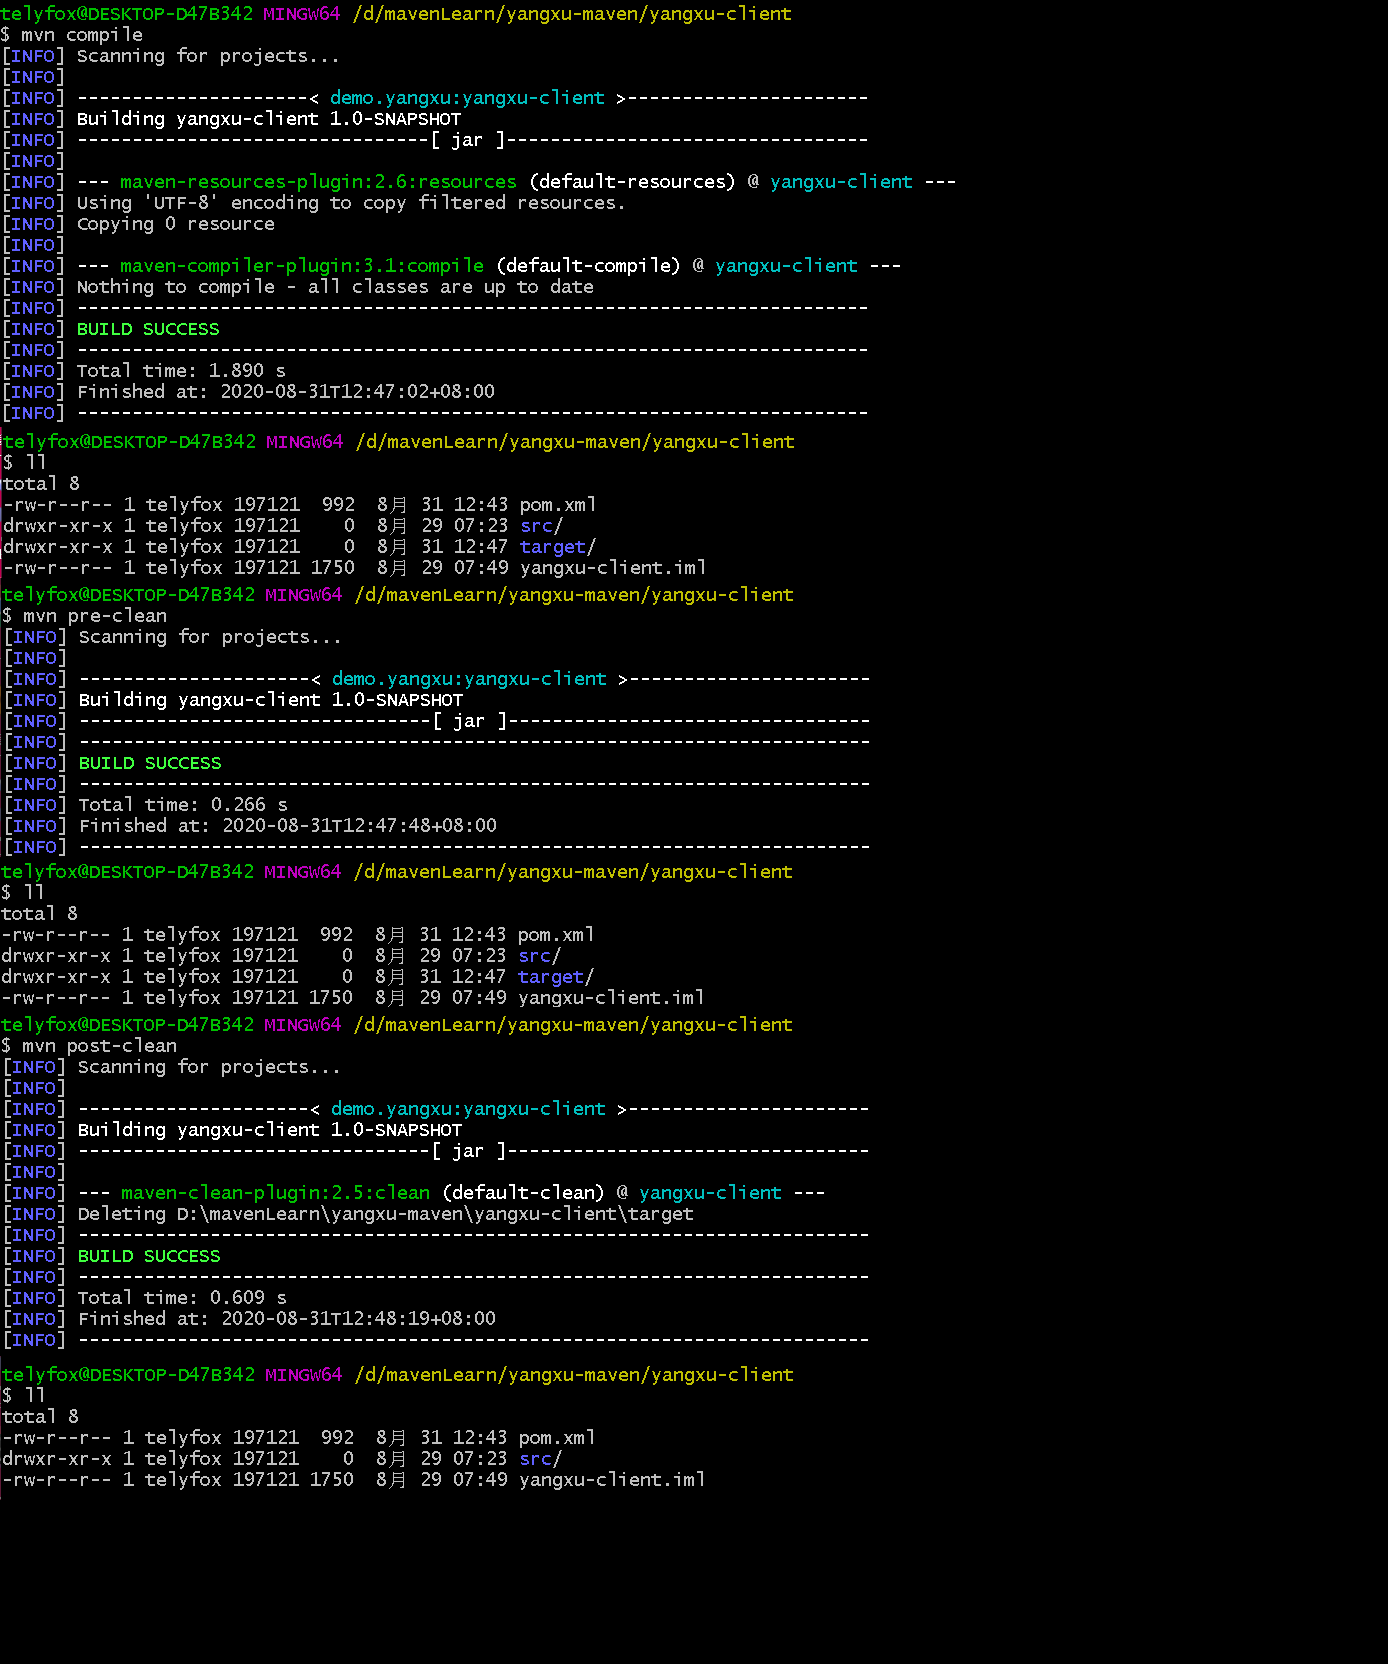 telyfox@DESKTOP-D47B342 MINGW64 /d/mavenLearn/yangxu-maven/yangxu-client
$ mvn compile
[INFO] Scanning for projects...
[INFO]
[INFO] ---------------------< demo.yangxu:yangxu-client >----------------------
[INFO] Building yangxu-client 1.0-SNAPSHOT
[INFO] --------------------------------[ jar ]---------------------------------
[INFO]
[INFO] --- maven-resources-plugin:2.6:resources (default-resources) @ yangxu-client ---
[INFO] Using 'UTF-8' encoding to copy filtered resources.
[INFO] Copying 0 resource
[INFO]
[INFO] --- maven-compiler-plugin:3.1:compile (default-compile) @ yangxu-client ---
[INFO] Nothing to compile - all classes are up to date
[INFO] ------------------------------------------------------------------------
[INFO] BUILD SUCCESS
[INFO] ------------------------------------------------------------------------
[INFO] Total time: 1.890 s
[INFO] Finished at: 2020-08-31T12:47:02+08:00
[INFO] ------------------------------------------------------------------------
telyfox@DESKTOP-D47B342 MINGW64 /d/mavenLearn/yangxu-maven/yangxu-client
$ ll
total 8
-rw-r--r-- 1 telyfox 197121  992  8月 31 12:43 pom.xml
drwxr-xr-x 1 telyfox 197121    0  8月 29 07:23 src/
drwxr-xr-x 1 telyfox 197121    0  8月 31 12:47 target/
-rw-r--r-- 1 telyfox 197121 1750  8月 29 07:49 yangxu-client.iml
telyfox@DESKTOP-D47B342 MINGW64 /d/mavenLearn/yangxu-maven/yangxu-client
$ mvn pre-clean
[INFO] Scanning for projects...
[INFO]
[INFO] ---------------------< demo.yangxu:yangxu-client >----------------------
[INFO] Building yangxu-client 1.0-SNAPSHOT
[INFO] --------------------------------[ jar ]---------------------------------
[INFO] ------------------------------------------------------------------------
[INFO] BUILD SUCCESS
[INFO] ------------------------------------------------------------------------
[INFO] Total time: 0.266 s
[INFO] Finished at: 2020-08-31T12:47:48+08:00
[INFO] ------------------------------------------------------------------------
telyfox@DESKTOP-D47B342 MINGW64 /d/mavenLearn/yangxu-maven/yangxu-client
$ ll
total 8
-rw-r--r-- 1 telyfox 197121  992  8月 31 12:43 pom.xml
drwxr-xr-x 1 telyfox 197121    0  8月 29 07:23 src/
drwxr-xr-x 1 telyfox 197121    0  8月 31 12:47 target/
-rw-r--r-- 1 telyfox 197121 1750  8月 29 07:49 yangxu-client.iml
telyfox@DESKTOP-D47B342 MINGW64 /d/mavenLearn/yangxu-maven/yangxu-client
$ mvn post-clean
[INFO] Scanning for projects...
[INFO]
[INFO] ---------------------< demo.yangxu:yangxu-client >----------------------
[INFO] Building yangxu-client 1.0-SNAPSHOT
[INFO] --------------------------------[ jar ]---------------------------------
[INFO]
[INFO] --- maven-clean-plugin:2.5:clean (default-clean) @ yangxu-client ---
[INFO] Deleting D:\mavenLearn\yangxu-maven\yangxu-client\target
[INFO] ------------------------------------------------------------------------
[INFO] BUILD SUCCESS
[INFO] ------------------------------------------------------------------------
[INFO] Total time: 0.609 s
[INFO] Finished at: 2020-08-31T12:48:19+08:00
[INFO] ------------------------------------------------------------------------
telyfox@DESKTOP-D47B342 MINGW64 /d/mavenLearn/yangxu-maven/yangxu-client
$ ll
total 8
-rw-r--r-- 1 telyfox 197121  992  8月 31 12:43 pom.xml
drwxr-xr-x 1 telyfox 197121    0  8月 29 07:23 src/
-rw-r--r-- 1 telyfox 197121 1750  8月 29 07:49 yangxu-client.iml